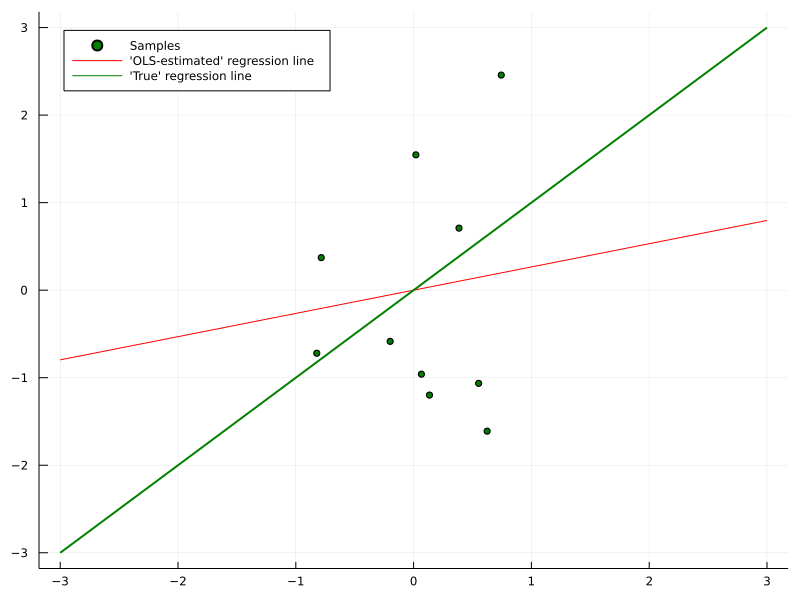 3
2
1
0
−1
−2
−3
Samples
'OLS-estimated' regression line
'True' regression line
−3 −2 −1 0 1 2 3